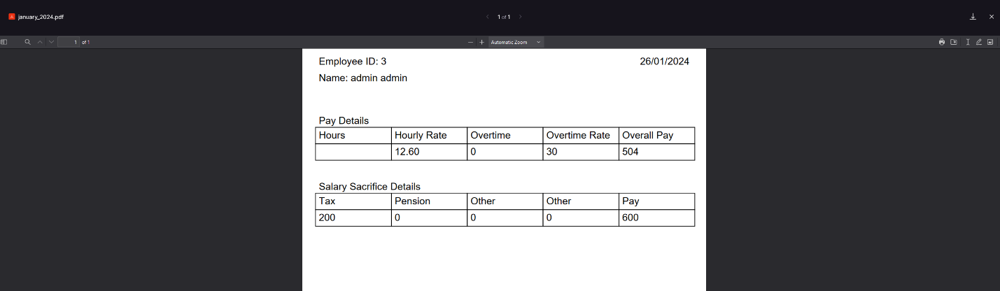 january_2024.pdf
1 of 1
1 of 1
Automatic Zoom
Employee ID: 3 26/01/2024
Name: admin admin
Pay Details
Hours Hourly Rate Overtime Overtime Rate Overall Pay
12.60 0 30 504
Salary Sacrifice Details
Tax Pension Other Other Pay
200 0 0 0 600